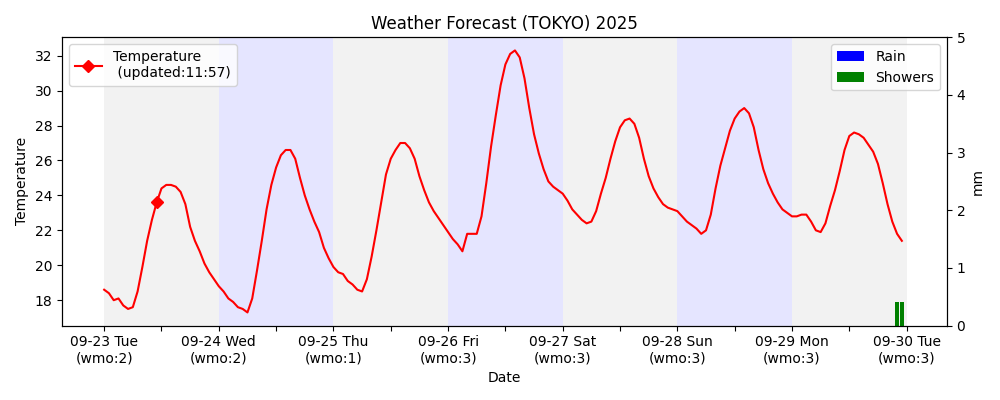 Weather Forecast (TOKYO) 2025
Temperature
(updated:11:57)
Rain
Showers
Temperature
32
30
28
26
24
22
20
18
5
4
3
2
1
0
mm
09-23 Tue
(wmo:2)
09-24 Wed
(wmo:2)
09-25 Thu
(wmo:1)
09-26 Fri
(wmo:3)
09-27 Sat
(wmo:3)
09-28 Sun
(wmo:3)
09-29 Mon
(wmo:3)
09-30 Tue
(wmo:3)
Date